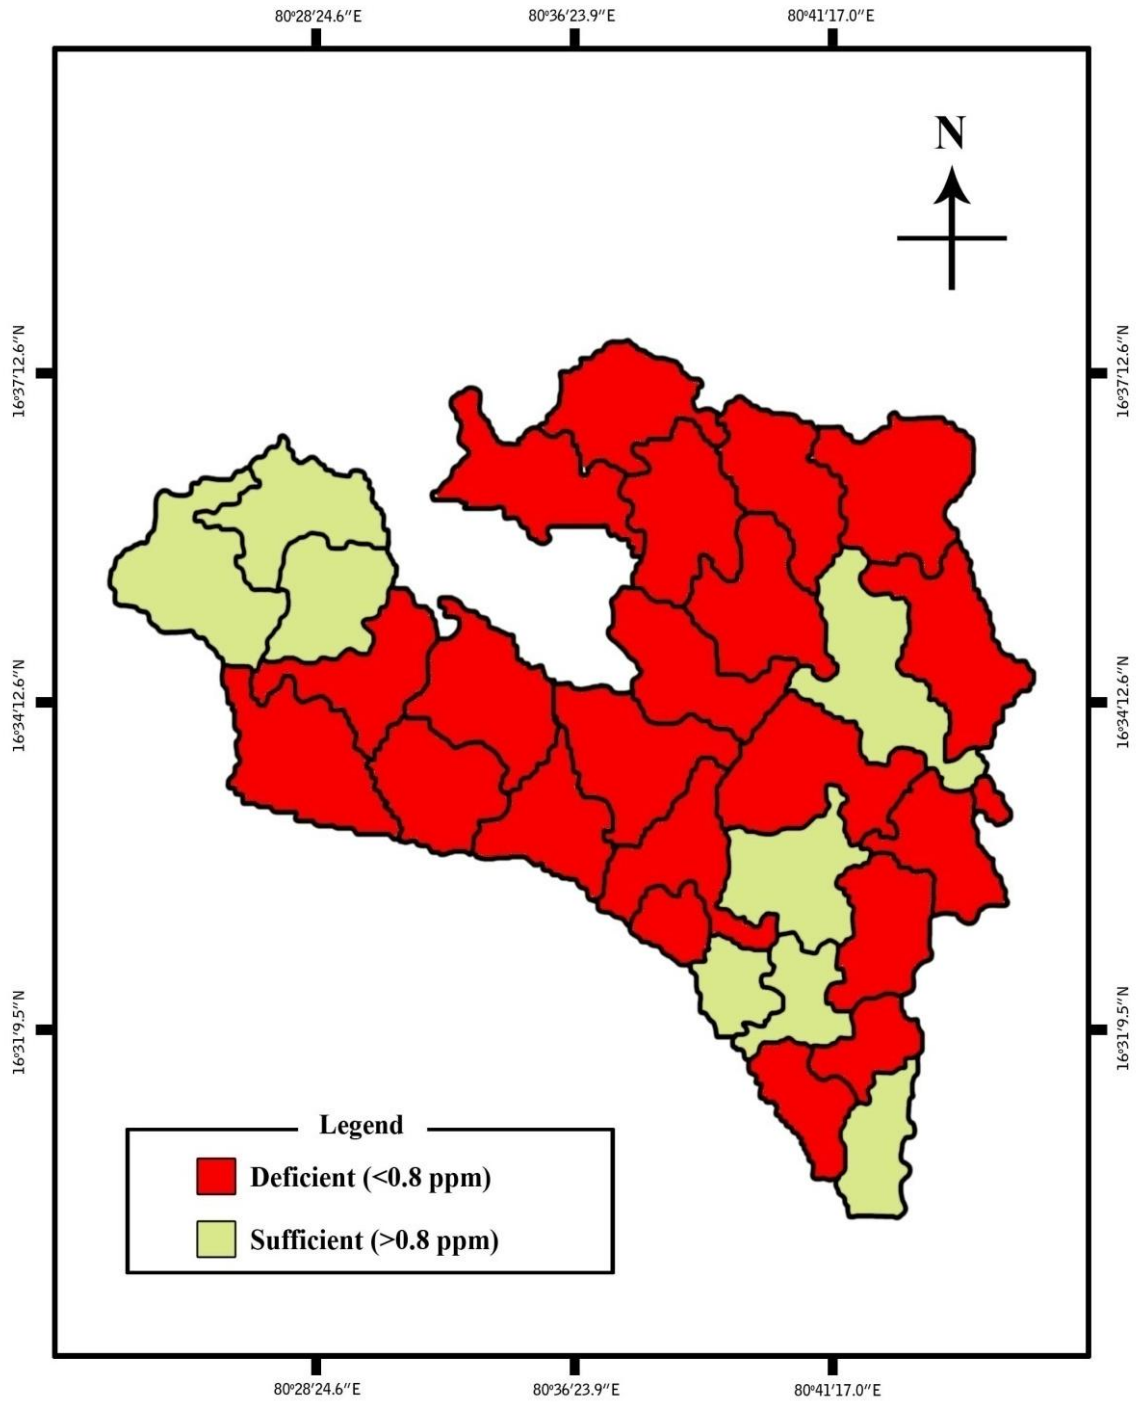 80°28'24.6"E 80°36'23.9"E 80°41'17.0"E
N
16°37'12.6"N 16°37'12.6"N
16°34'12.6"N 16°34'12.6"N
16°31'9.5"N 16°31'9.5"N
Legend
Deficient (<0.8 ppm)
Sufficient (>0.8 ppm)
80°28'24.6"E 80°36'23.9"E 80°41'17.0"E